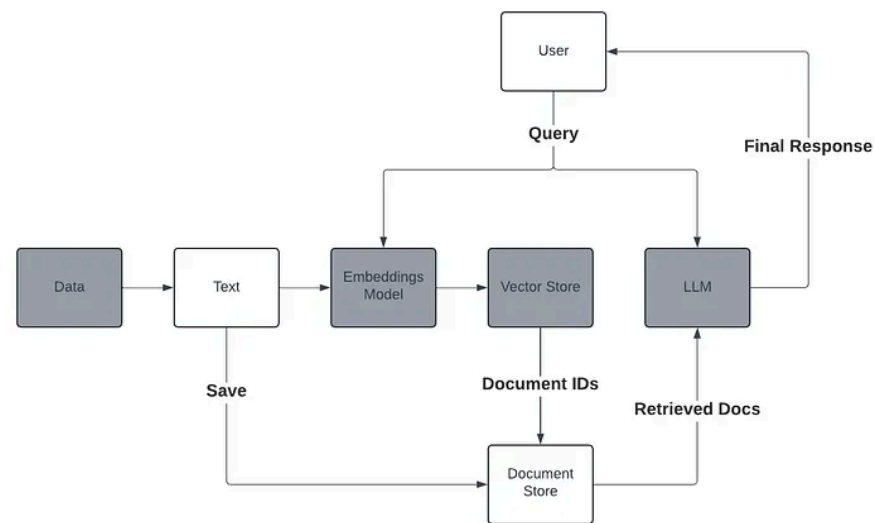 User
Query
Final Response
Data
Text
Embeddings
Model
Vector Store
LLM
Save
Document IDs
Retrieved Docs
Document
Store